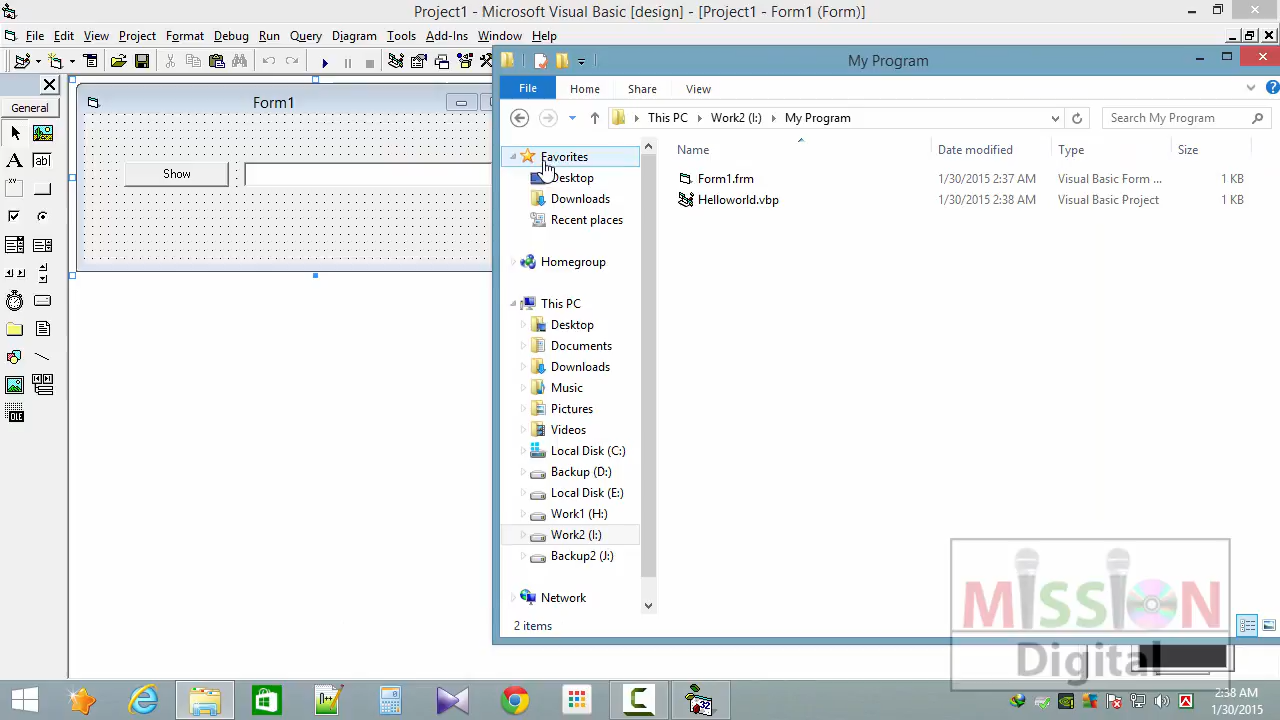 Project1 - Microsoft Visual Basic [design] - [Project1 - Form1 (Form)]
File Edit View Project Format Debug Run Query Diagram Tools Add-Ins Window Help
General
Form1
Show
My Program
File Home Share View
This PC Work2 (I:) My Program
Search My Program
Name Date modified Type Size
Form1.frm 1/30/2015 2:37 AM Visual Basic Form ... 1 KB
Helloworld.vbp 1/30/2015 2:38 AM Visual Basic Project 1 KB
Favorites
Desktop
Downloads
Recent places
Homegroup
This PC
Desktop
Documents
Downloads
Music
Pictures
Videos
Local Disk (C:)
Backup (D:)
Local Disk (E:)
Work1 (H:)
Work2 (I:)
Backup2 (J:)
Network
2 items
MISSION
Digital
2:38 AM
1/30/2015